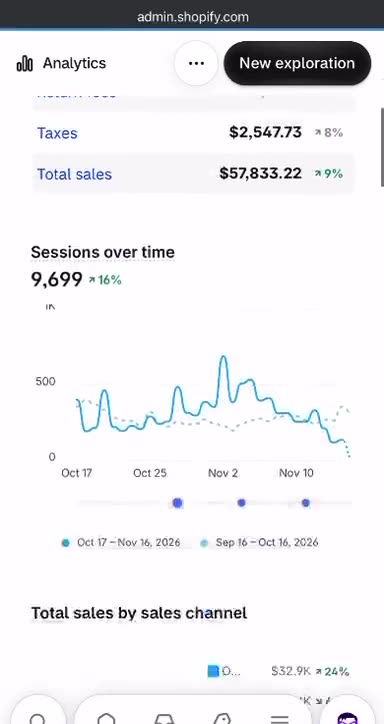 admin.shopify.com
Analytics
New exploration
Taxes $2,547.73 8%
Total sales $57,833.22 9%
Sessions over time
9,699 16%
500
0
Oct 17 Oct 25 Nov 2 Nov 10
Oct 17 – Nov 16, 2026 Sep 16 – Oct 16, 2026
Total sales by sales channel
O... $32.9K 24%